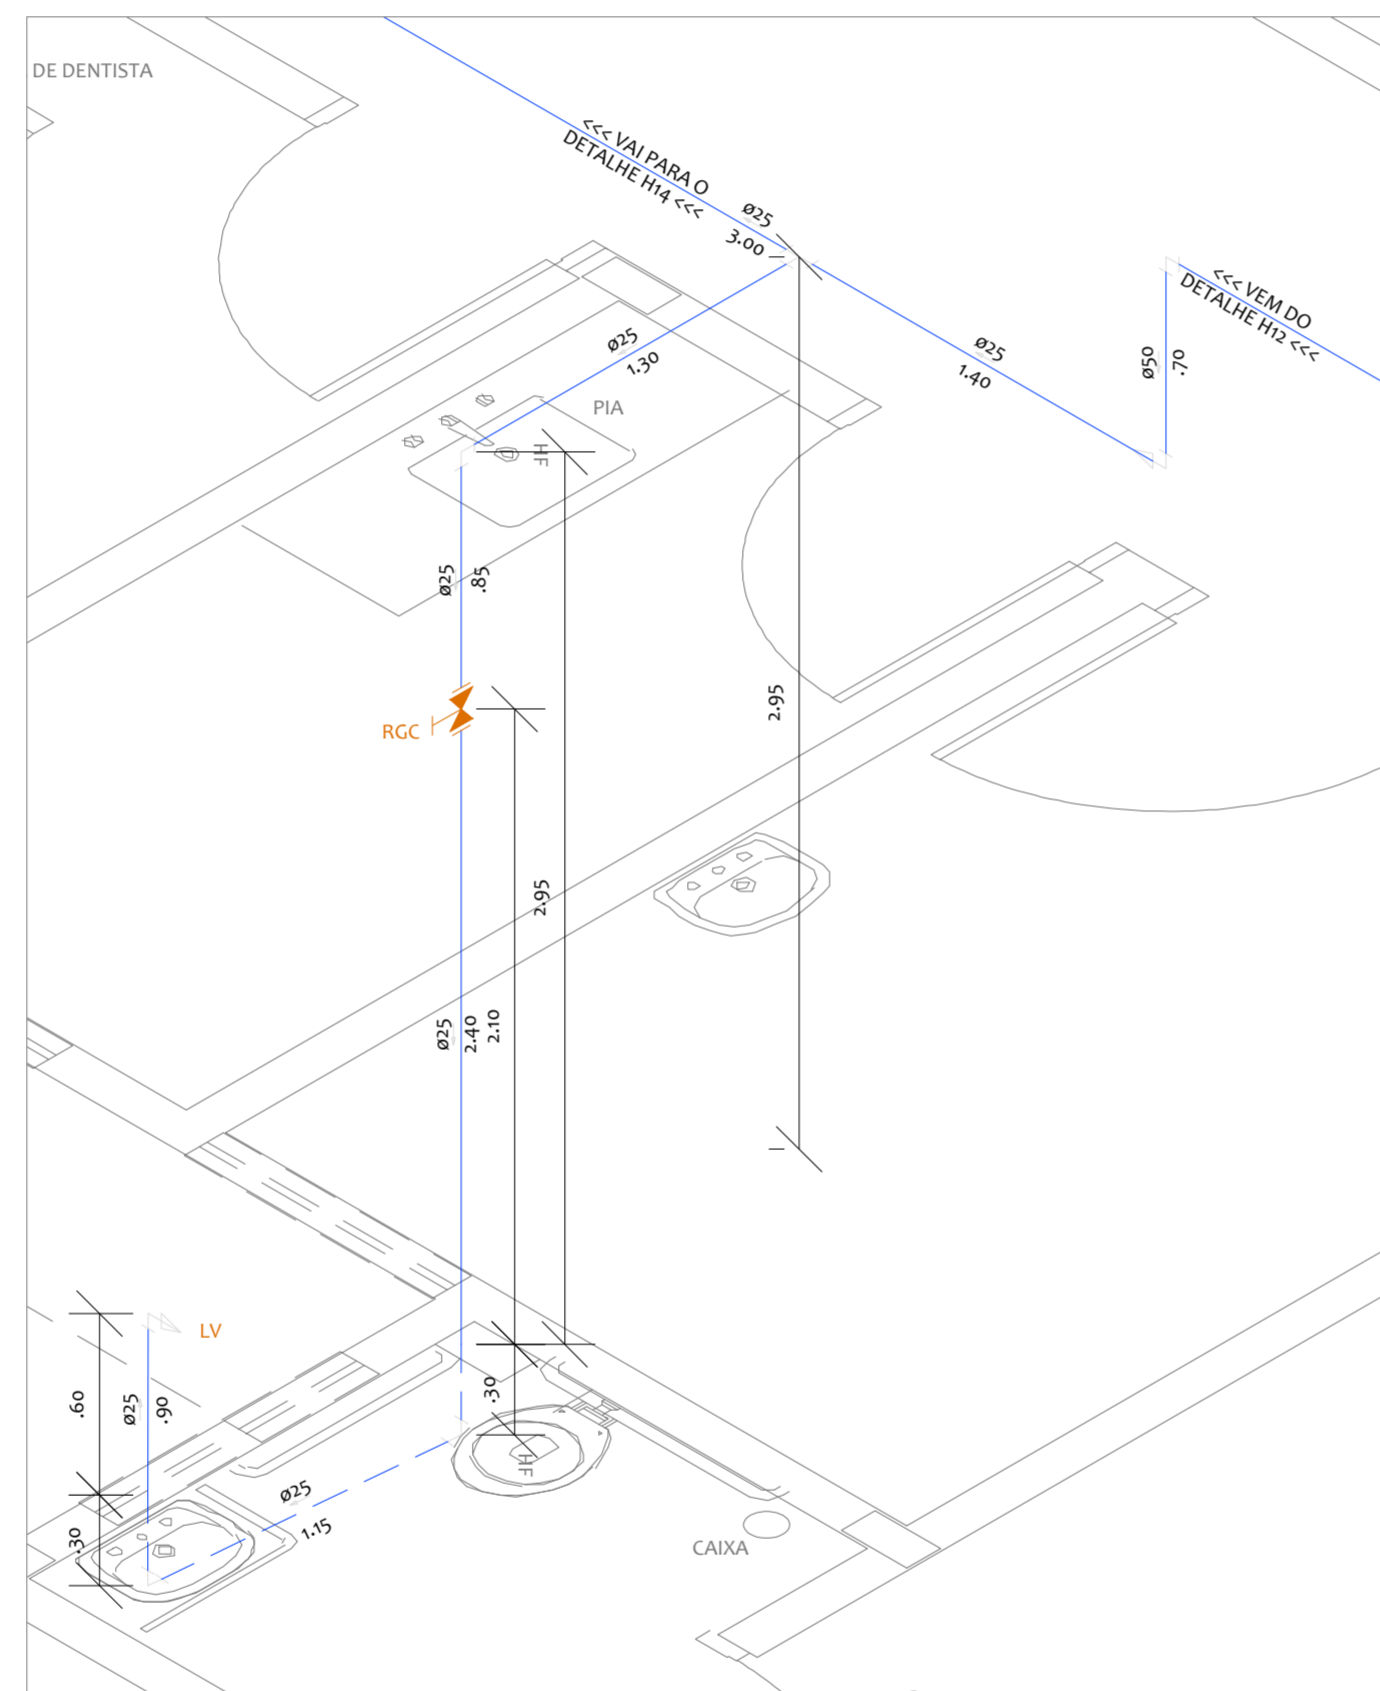 DE DENTISTA
<<< VAI PARA O
DETALHE H14 <<<
ø25
3.00
<<< VEM DO
DETALHE H12 <<<
ø50
.70
ø25
1.40
ø25
1.30
PIA
HF
ø25
.85
2.95
RGC
2.95
ø25
2.40
2.10
LV
.60
ø25
.90
.30
HF
ø25
1.15
.30
CAIXA